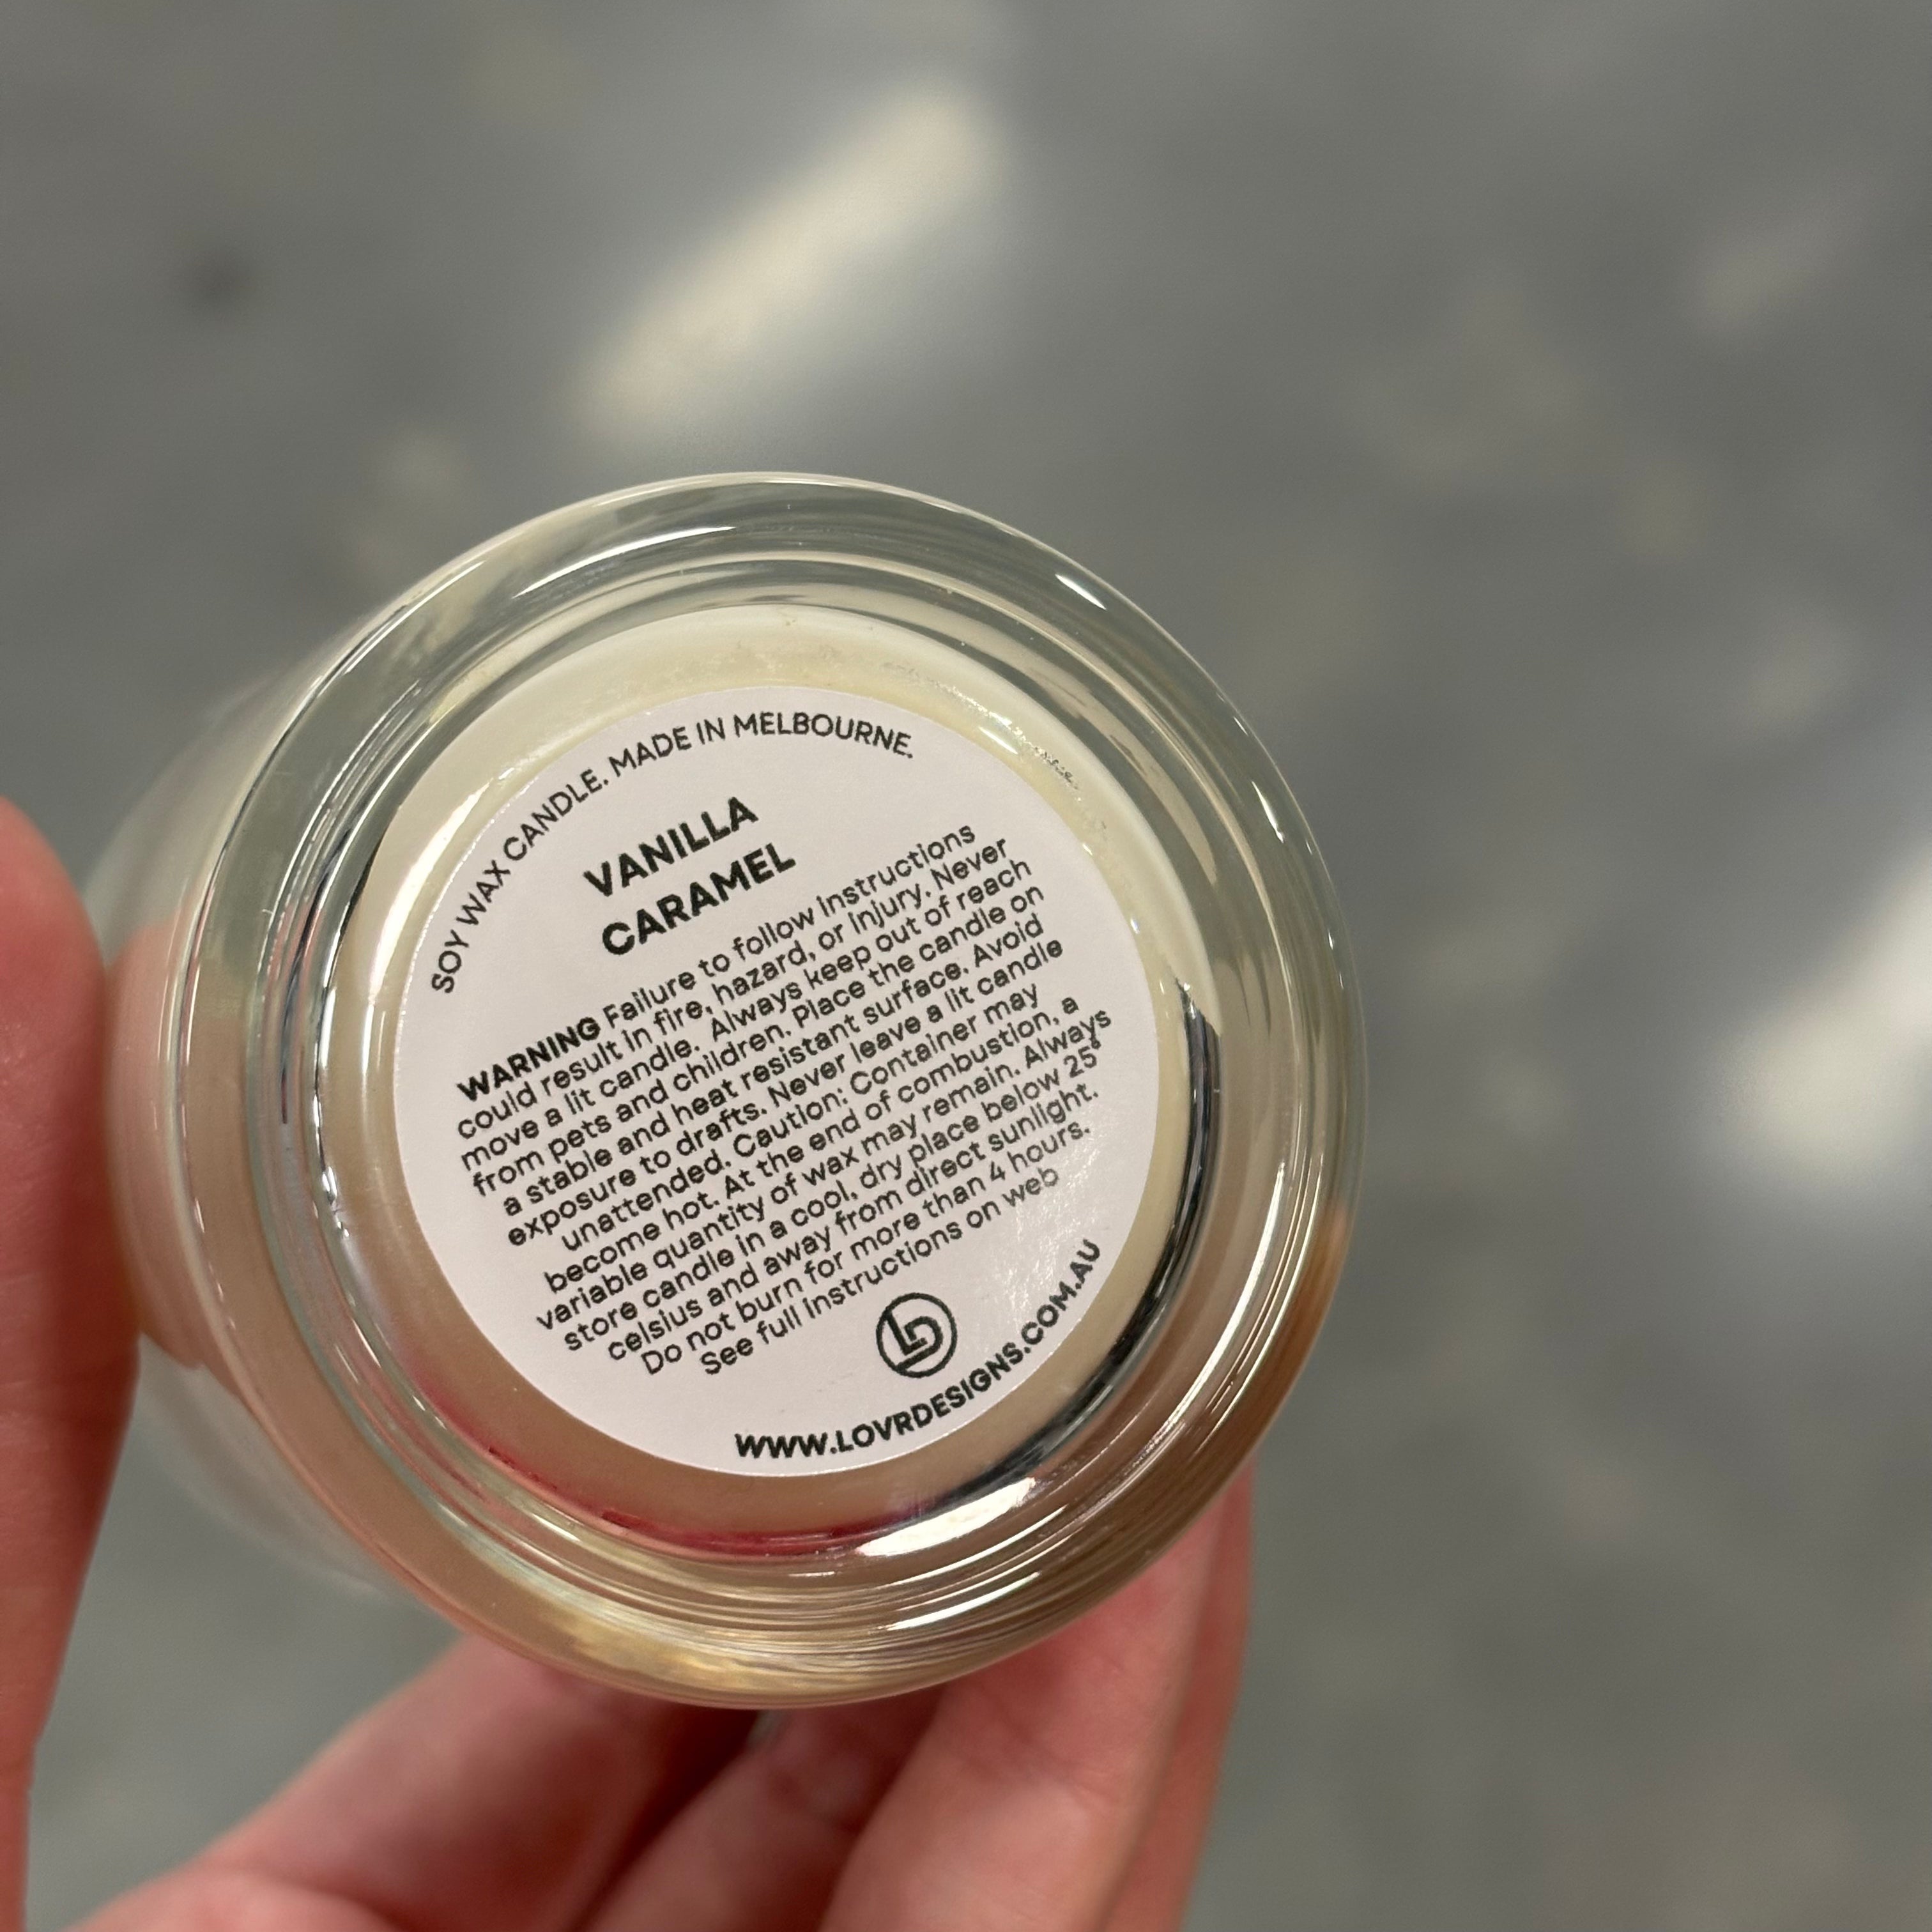 SOY WAX CANDLE. MADE IN MELBOURNE.
VANILLA
CARAMEL
WARNING Failure to follow instructions
could result in fire, hazard, or injury. Never
move a lit candle. Always keep out of reach
from pets and children. Place the candle on
a stable and heat resistant surface. Avoid
exposure to drafts. Never leave a lit candle
unattended. Caution: Container may
become hot. At the end of combustion, a
variable quantity of wax may remain. Always
store candle in a cool, dry place below 25°
celsius and away from direct sunlight.
Do not burn for more than 4 hours.
See full instructions on web
LD
WWW.LOVRDESIGNS.COM.AU